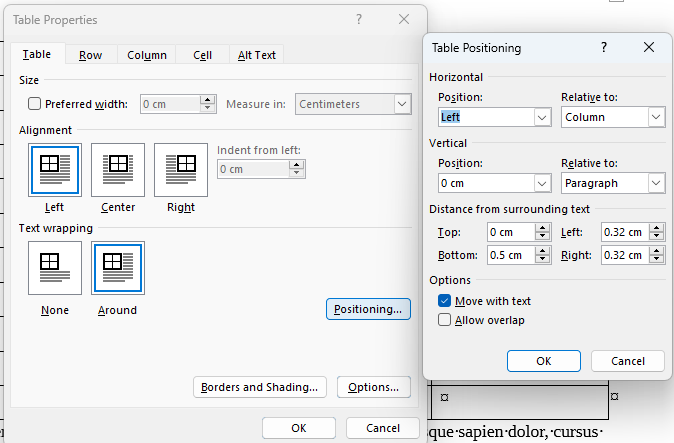 Table Properties ? ×
Table Row Column Cell Alt Text
Size
Preferred width: 0 cm Measure in: Centimeters
Alignment
Indent from left:
0 cm
Left Center Right
Text wrapping
None Around
Positioning...
Borders and Shading... Options...
OK Cancel
Table Positioning ? ×
Horizontal
Position: Relative to:
Left Column
Vertical
Position: Relative to:
0 cm Paragraph
Distance from surrounding text
Top: 0 cm Left: 0.32 cm
Bottom: 0.5 cm Right: 0.32 cm
Options
Move with text
Allow overlap
OK Cancel
¤ ¤
que·sapien·dolor,·cursus·